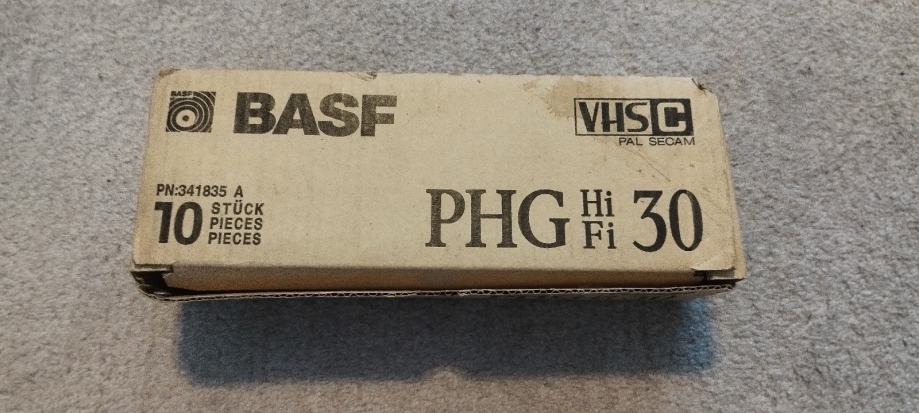 BASF
BASF
VHS C
PAL SECAM
PN:341835 A
10 STÜCK
PIECES
PIECES
PHG Hi Fi 30